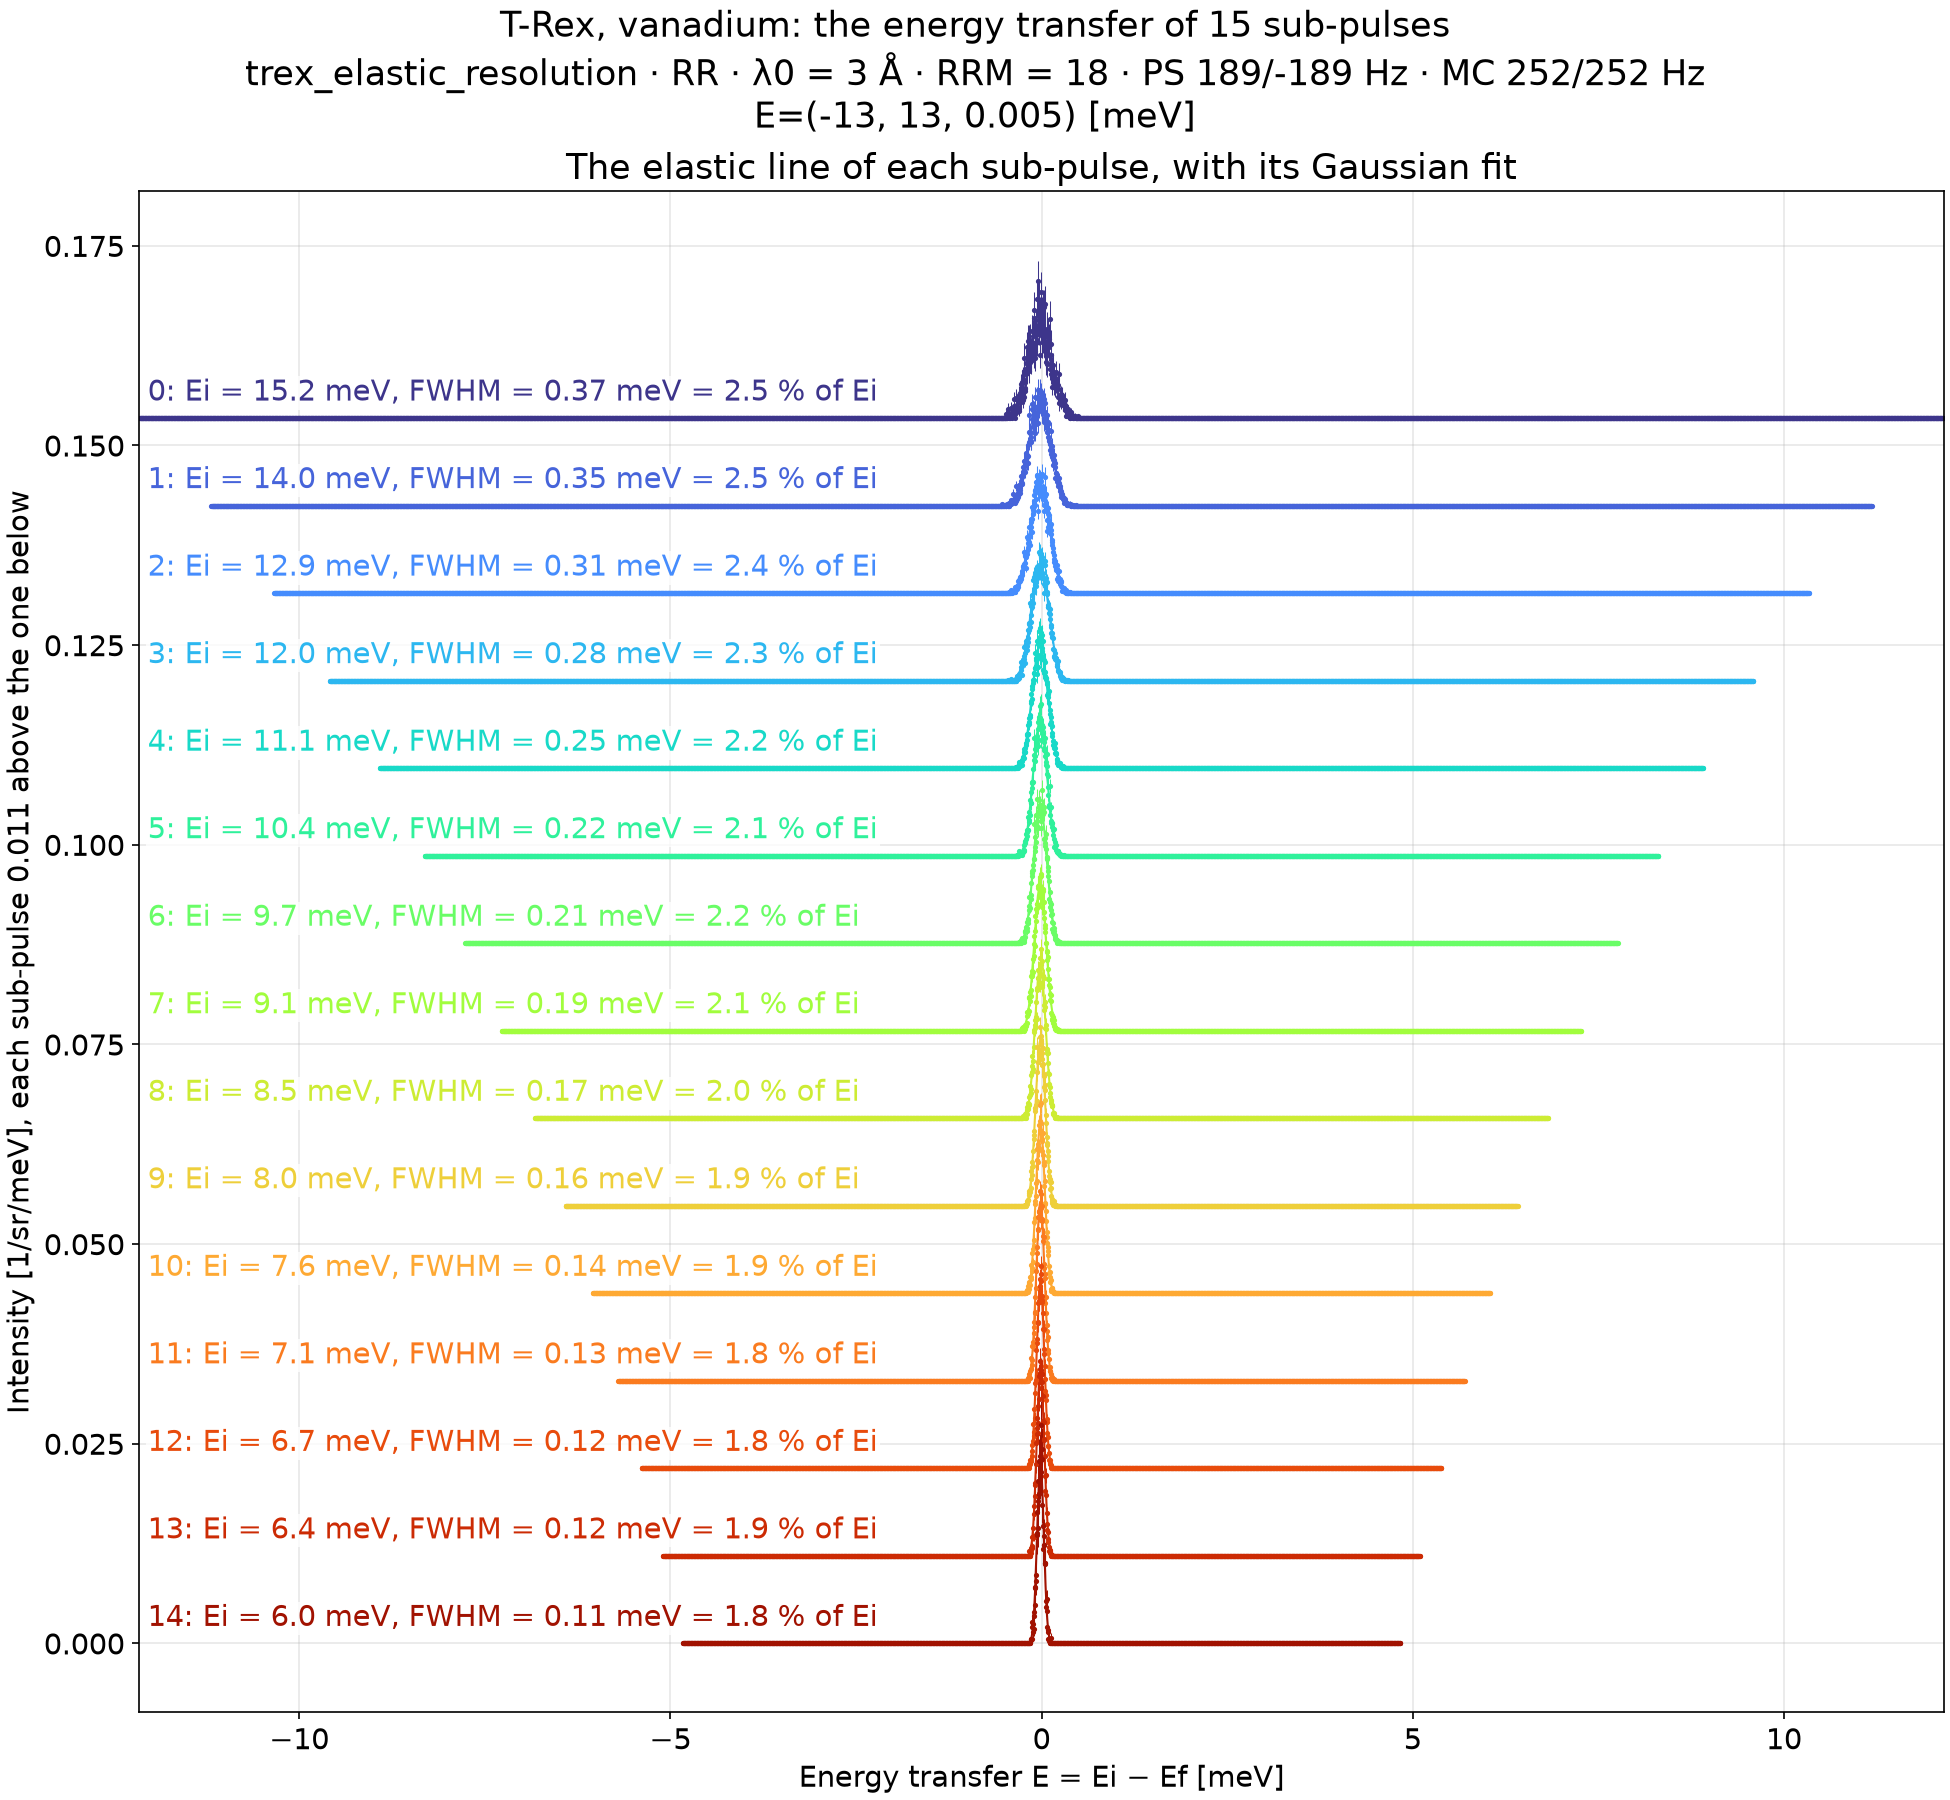 T-Rex, vanadium: the energy transfer of 15 sub-pulses
trex_elastic_resolution · RR · λ0 = 3 Å · RRM = 18 · PS 189/-189 Hz · MC 252/252 Hz
E=(-13, 13, 0.005) [meV]
The elastic line of each sub-pulse, with its Gaussian fit
Intensity [1/sr/meV], each sub-pulse 0.011 above the one below
0.175
0.150
0.125
0.100
0.075
0.050
0.025
0.000
0: Ei = 15.2 meV, FWHM = 0.37 meV = 2.5 % of Ei
1: Ei = 14.0 meV, FWHM = 0.35 meV = 2.5 % of Ei
2: Ei = 12.9 meV, FWHM = 0.31 meV = 2.4 % of Ei
3: Ei = 12.0 meV, FWHM = 0.28 meV = 2.3 % of Ei
4: Ei = 11.1 meV, FWHM = 0.25 meV = 2.2 % of Ei
5: Ei = 10.4 meV, FWHM = 0.22 meV = 2.1 % of Ei
6: Ei = 9.7 meV, FWHM = 0.21 meV = 2.2 % of Ei
7: Ei = 9.1 meV, FWHM = 0.19 meV = 2.1 % of Ei
8: Ei = 8.5 meV, FWHM = 0.17 meV = 2.0 % of Ei
9: Ei = 8.0 meV, FWHM = 0.16 meV = 1.9 % of Ei
10: Ei = 7.6 meV, FWHM = 0.14 meV = 1.9 % of Ei
11: Ei = 7.1 meV, FWHM = 0.13 meV = 1.8 % of Ei
12: Ei = 6.7 meV, FWHM = 0.12 meV = 1.8 % of Ei
13: Ei = 6.4 meV, FWHM = 0.12 meV = 1.9 % of Ei
14: Ei = 6.0 meV, FWHM = 0.11 meV = 1.8 % of Ei
−10
−5
0
5
10
Energy transfer E = Ei − Ef [meV]